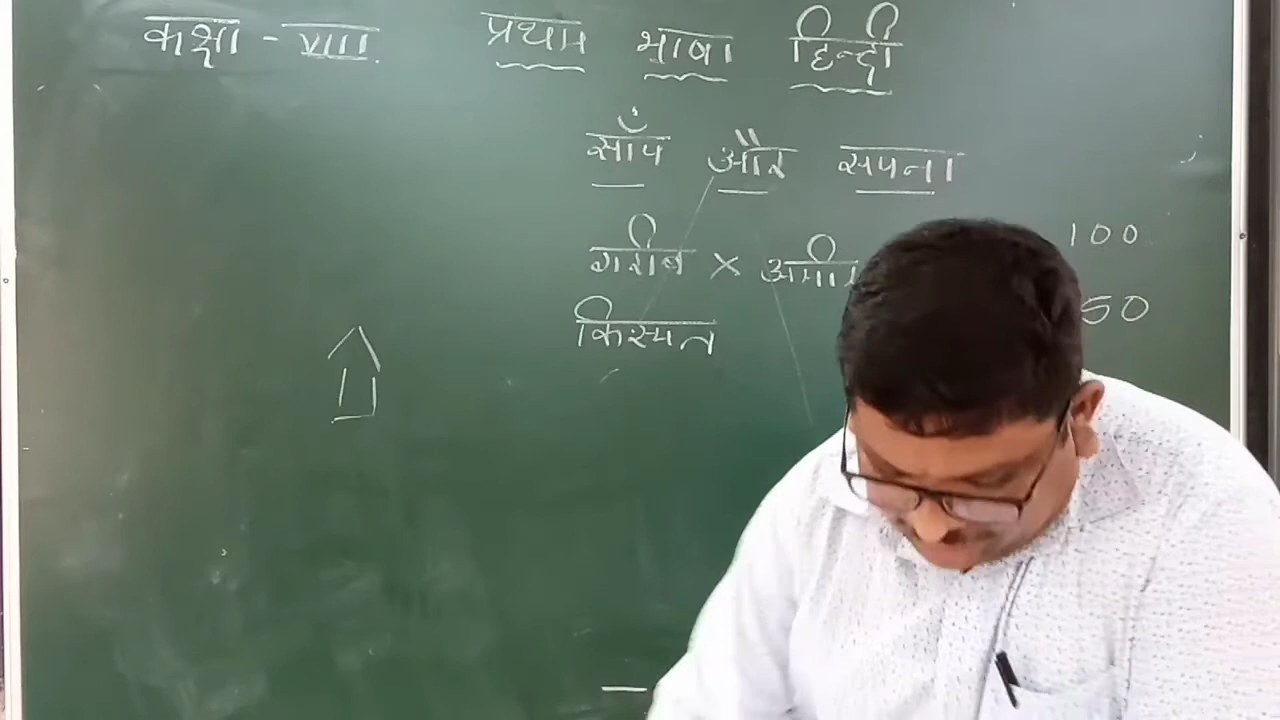 कक्षा - VIII. प्रथम भाषा हिन्दी
साँप और सपना
गरीब × अमीर 100
किस्मत 50